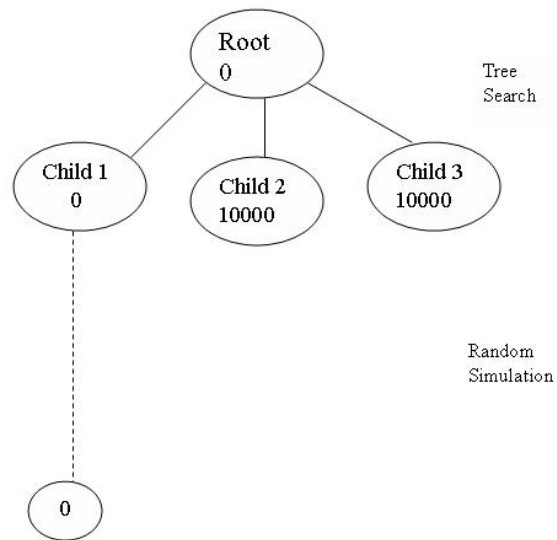 Root
0
Tree
Search
Child 1
0
Child 2
10000
Child 3
10000
Random
Simulation
0